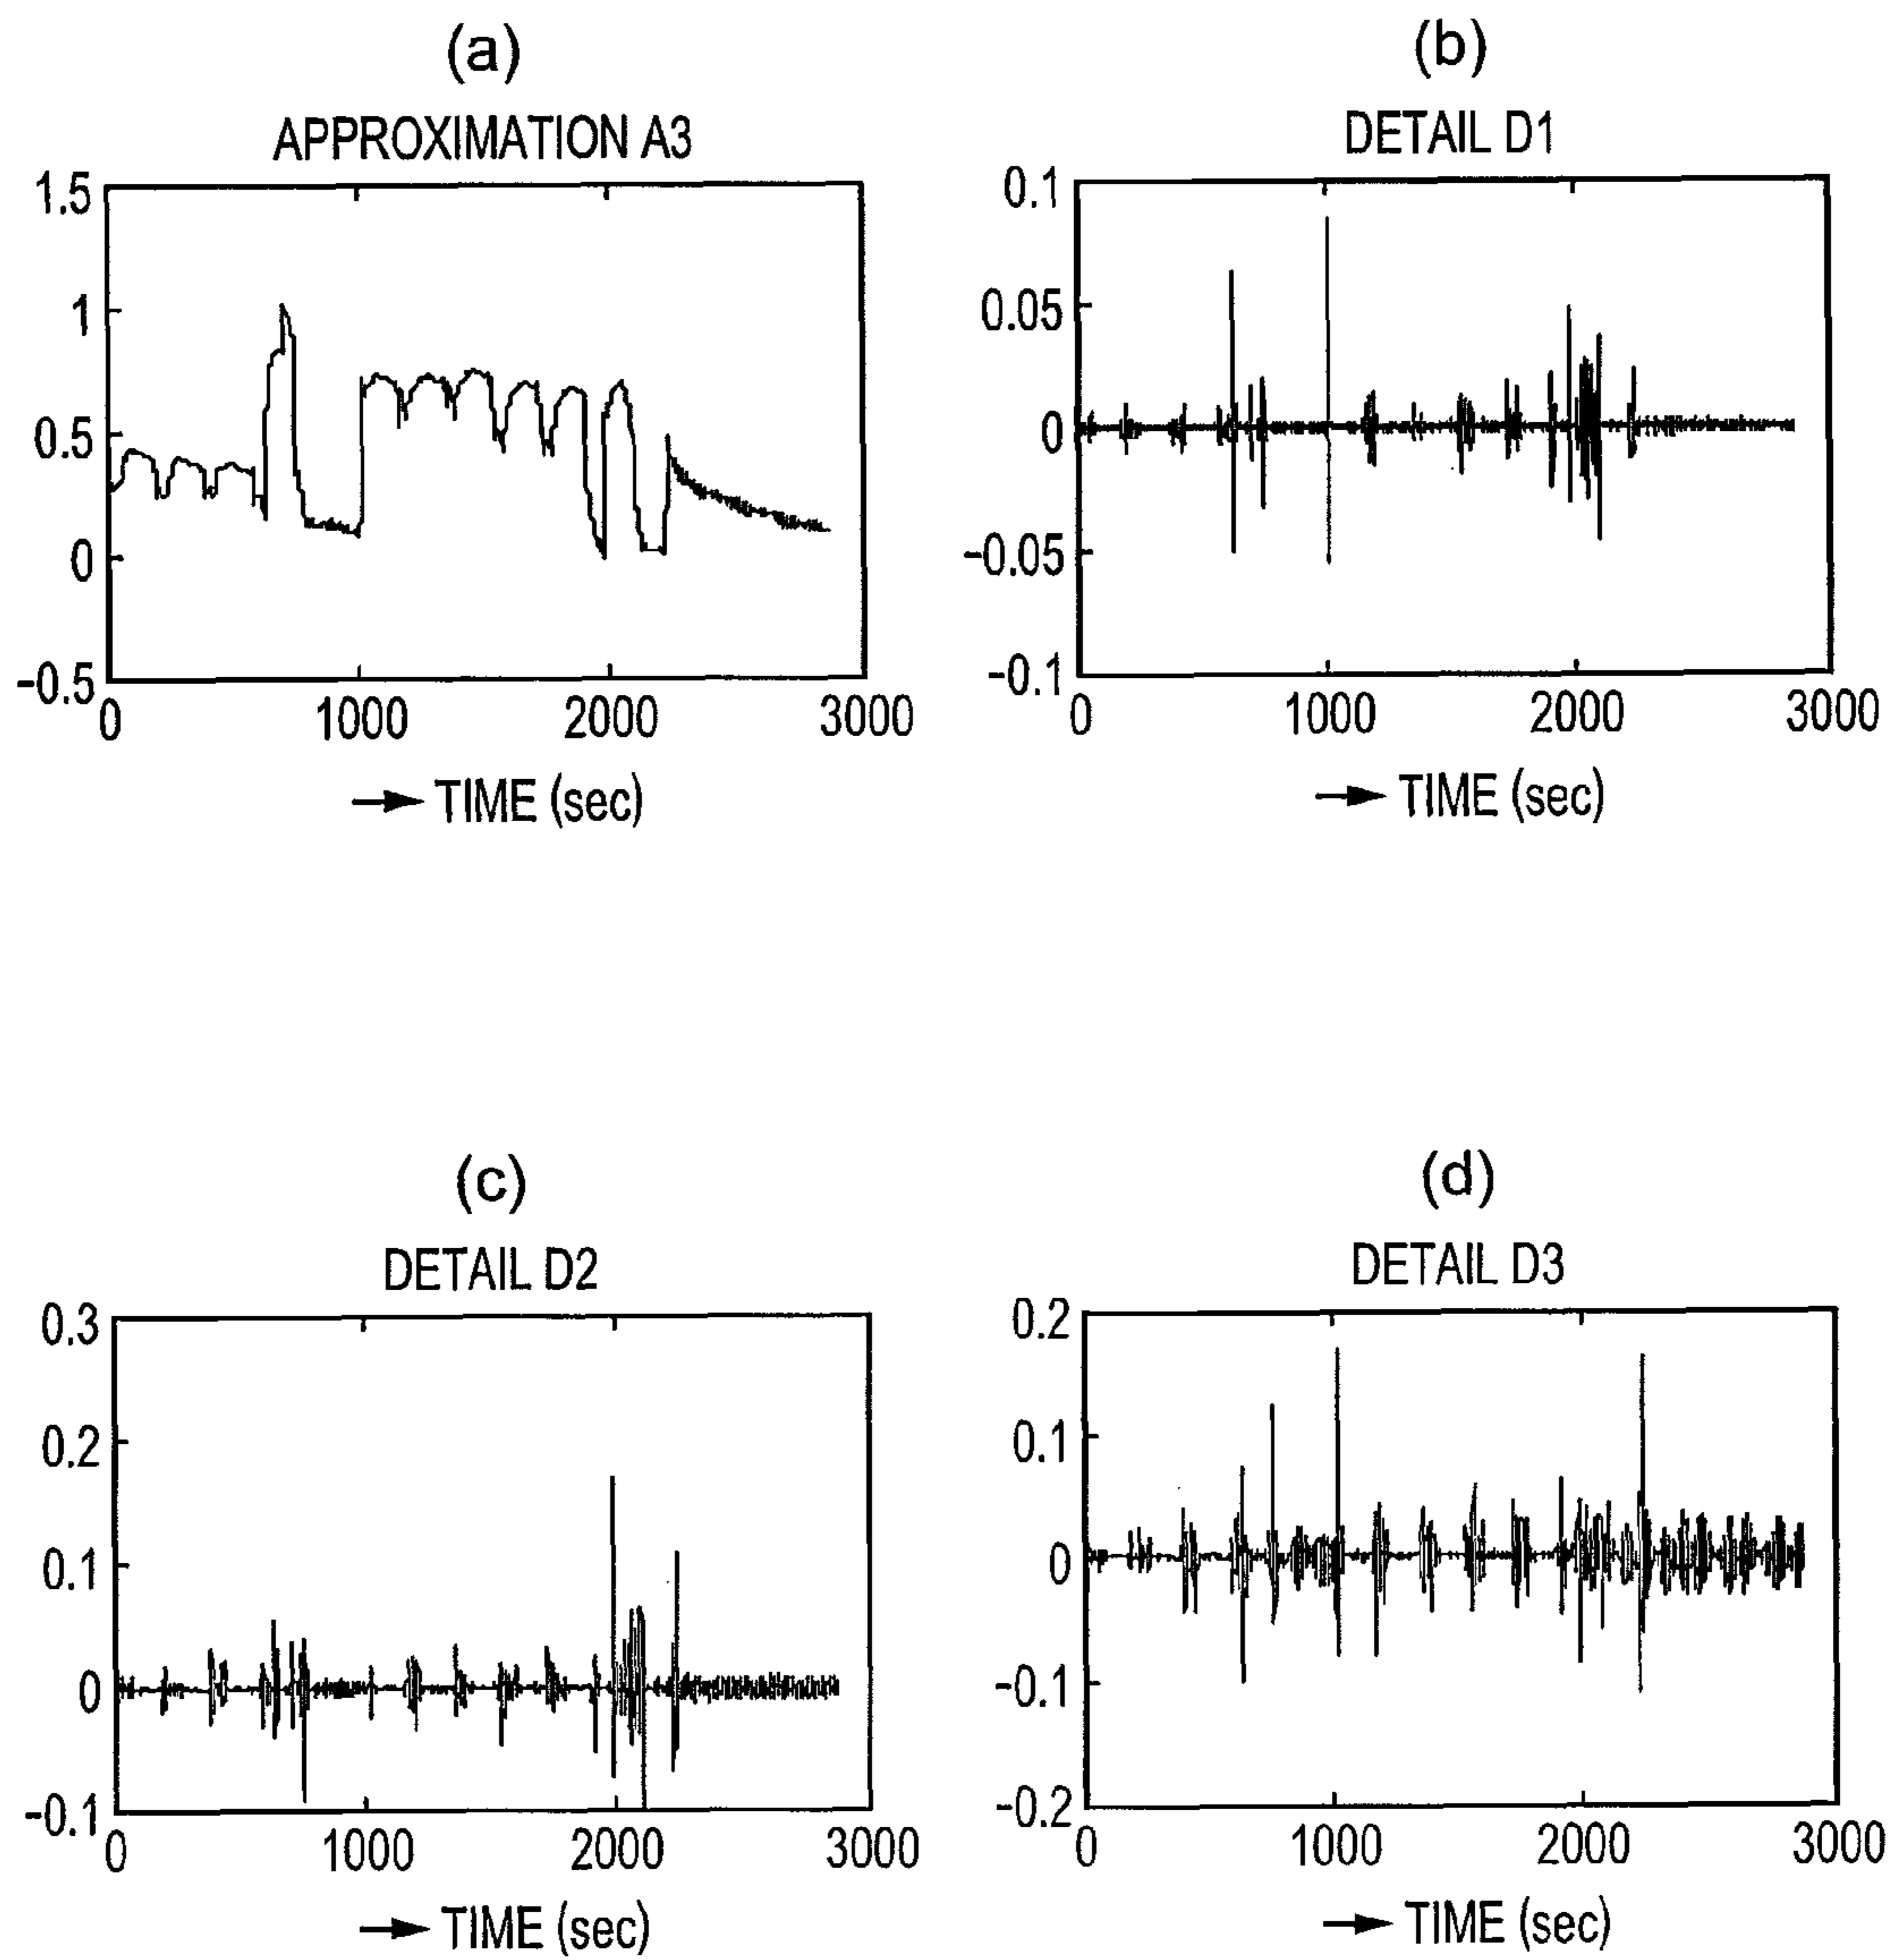 (a)
APPROXIMATION A3
1.5
1
0.5
0
-0.5
0 1000 2000 3000
TIME (sec)
(b)
DETAIL D1
0.1
0.05
0
-0.05
-0.1
0 1000 2000 3000
TIME (sec)
(c)
DETAIL D2
0.3
0.2
0.1
0
-0.1
0 1000 2000 3000
TIME (sec)
(d)
DETAIL D3
0.2
0.1
0
-0.1
-0.2
0 1000 2000 3000
TIME (sec)